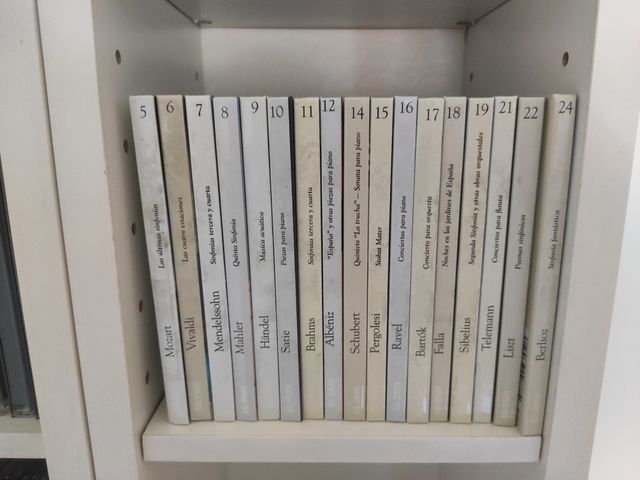 5 Las últimas sinfonías Mozart
6 Las cuatro estaciones Vivaldi
7 Sinfonías tercera y cuarta Mendelssohn
8 Quinta Sinfonía Mahler
9 Música acuática Händel
10 Piezas para piano Satie
11 Sinfonías tercera y cuarta Brahms
12 "España" y otras piezas para piano Albéniz
14 Quinteto "La trucha" – Sonata para piano Schubert
15 Stabat Mater Pergolesi
16 Conciertos para piano Ravel
17 Concierto para orquesta Bartók
18 Noches en los jardines de España Falla
19 Segunda Sinfonía y otras obras orquestales Sibelius
21 Conciertos para flauta Telemann
22 Poemas sinfónicos Liszt
24 Sinfonía fantástica Berlioz